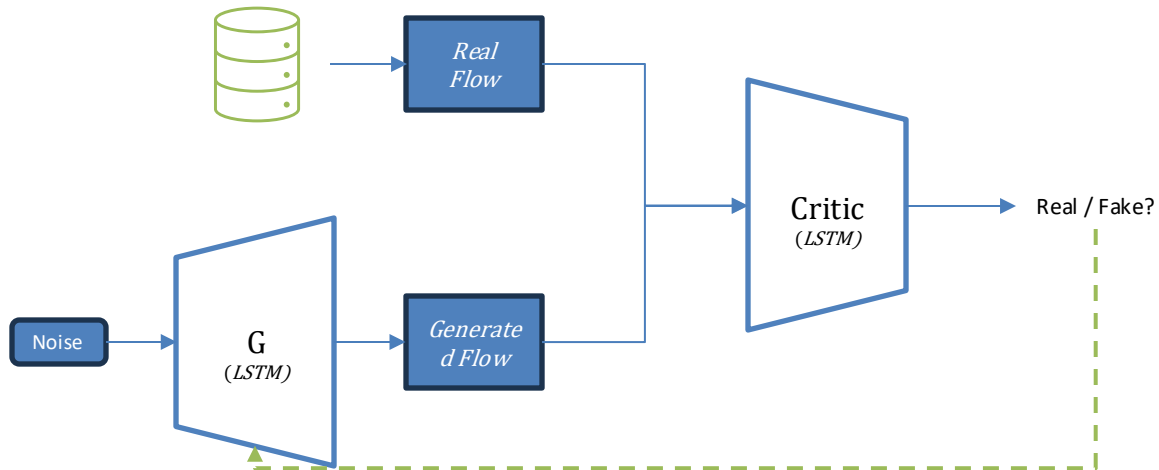 Real
Flow
Critic
(LSTM)
Real / Fake?
Noise
G
(LSTM)
Generate
d Flow